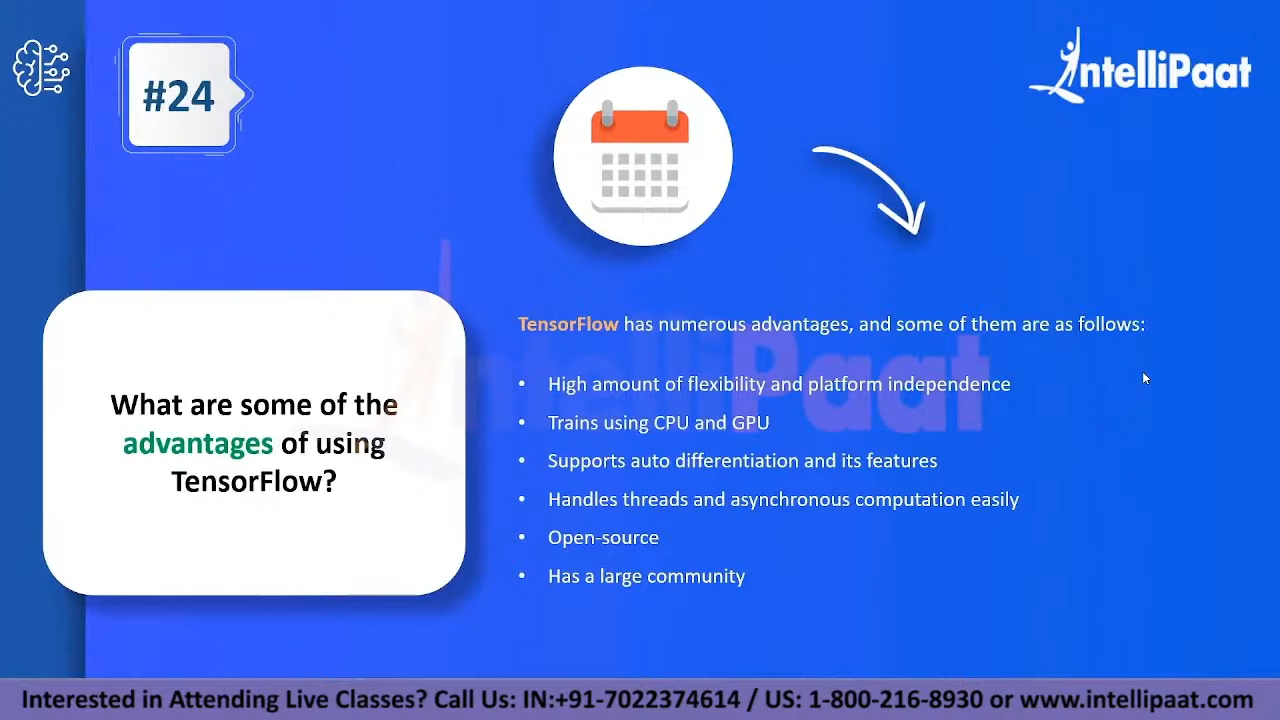 #24
IntelliPaat
What are some of the
advantages of using
TensorFlow?
TensorFlow has numerous advantages, and some of them are as follows:
• High amount of flexibility and platform independence
• Trains using CPU and GPU
• Supports auto differentiation and its features
• Handles threads and asynchronous computation easily
• Open-source
• Has a large community
IntelliPaat
Interested in Attending Live Classes? Call Us: IN:+91-7022374614 / US: 1-800-216-8930 or www.intellipaat.com